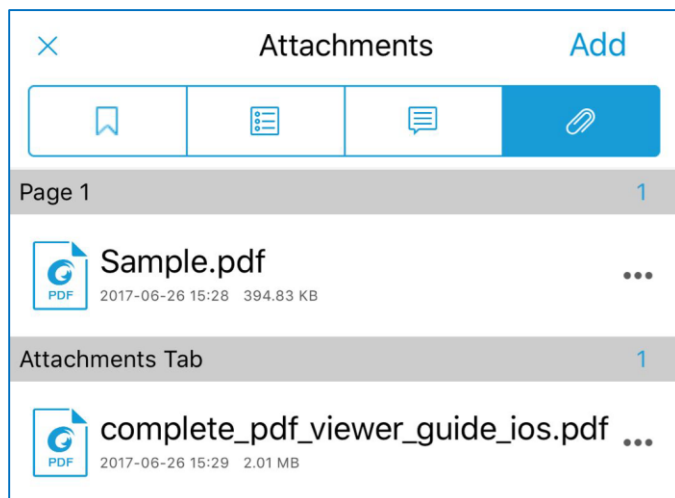 Attachments Add
Page 1 1
Sample.pdf
PDF 2017-06-26 15:28 394.83 KB
Attachments Tab 1
complete_pdf_viewer_guide_ios.pdf
PDF 2017-06-26 15:29 2.01 MB